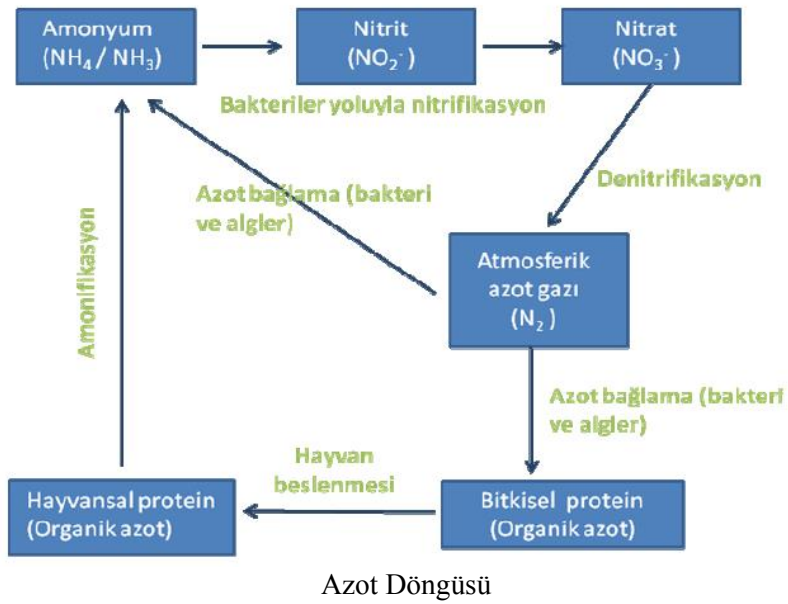 Amonyum
(NH₄ / NH₃)
Nitrit
(NO₂⁻)
Nitrat
(NO₃⁻)
Bakteriler yoluyla nitrifikasyon
Denitrifikasyon
Azot bağlama (bakteri
ve algler)
Amonifikasyon
Atmosferik
azot gazı
(N₂ )
Azot bağlama (bakteri
ve algler)
Hayvan
beslenmesi
Hayvansal protein
(Organik azot)
Bitkisel protein
(Organik azot)
Azot Döngüsü